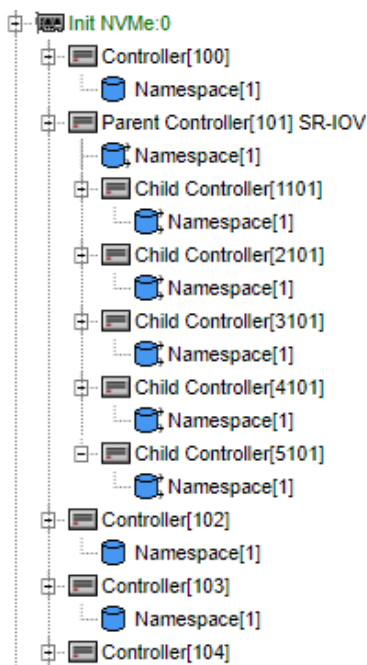 Init NVMe:0
Controller[100]
Namespace[1]
Parent Controller[101] SR-IOV
Namespace[1]
Child Controller[1101]
Namespace[1]
Child Controller[2101]
Namespace[1]
Child Controller[3101]
Namespace[1]
Child Controller[4101]
Namespace[1]
Child Controller[5101]
Namespace[1]
Controller[102]
Namespace[1]
Controller[103]
Namespace[1]
Controller[104]